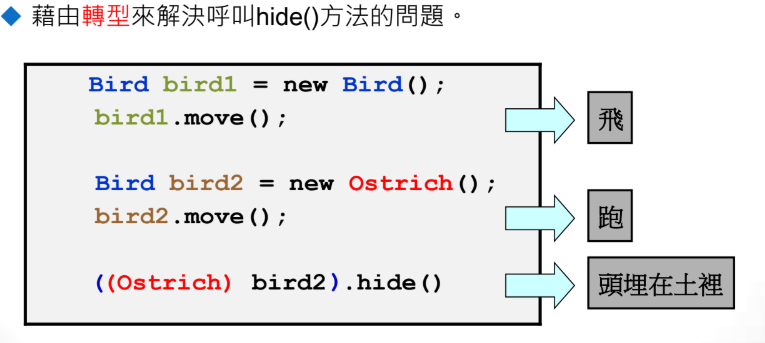 藉由轉型來解決呼叫hide()方法的問題。
Bird bird1 = new Bird();
bird1.move();
飛
Bird bird2 = new Ostrich();
bird2.move();
跑
((Ostrich) bird2).hide()
頭埋在土裡